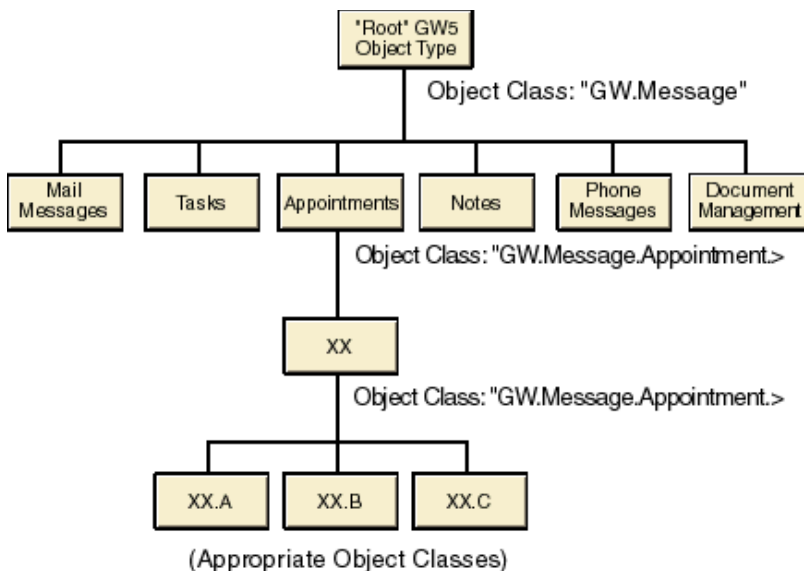 "Root" GW5
Object Type
Object Class: "GW.Message"
Mail
Messages
Tasks
Appointments
Notes
Phone
Messages
Document
Management
Object Class: "GW.Message.Appointment.>
XX
Object Class: "GW.Message.Appointment.>
XX.A
XX.B
XX.C
(Appropriate Object Classes)